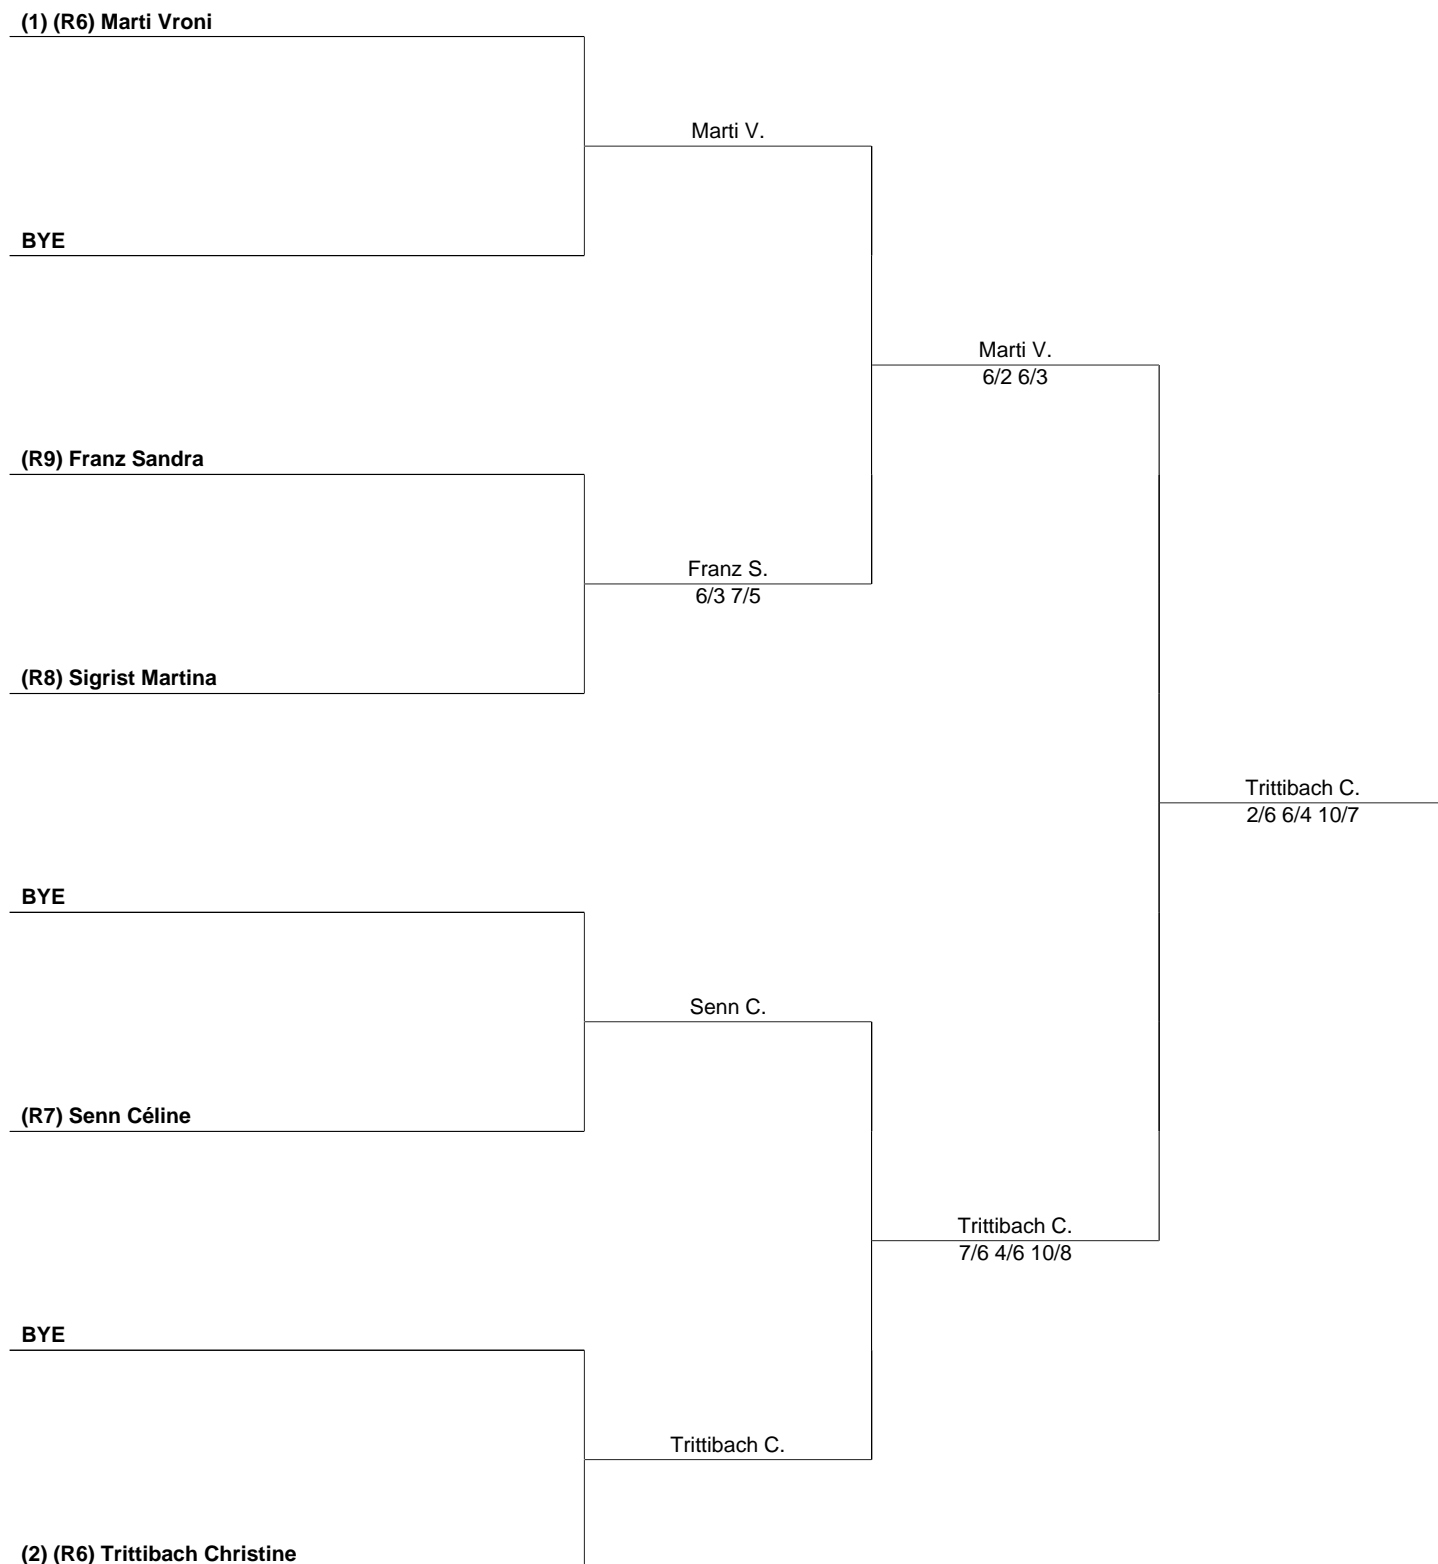 (1) (R6) Marti Vroni
Marti V.
BYE
Marti V.
6/2 6/3
(R9) Franz Sandra
Franz S.
6/3 7/5
(R8) Sigrist Martina
Trittibach C.
2/6 6/4 10/7
BYE
Senn C.
(R7) Senn Céline
Trittibach C.
7/6 4/6 10/8
BYE
Trittibach C.
(2) (R6) Trittibach Christine